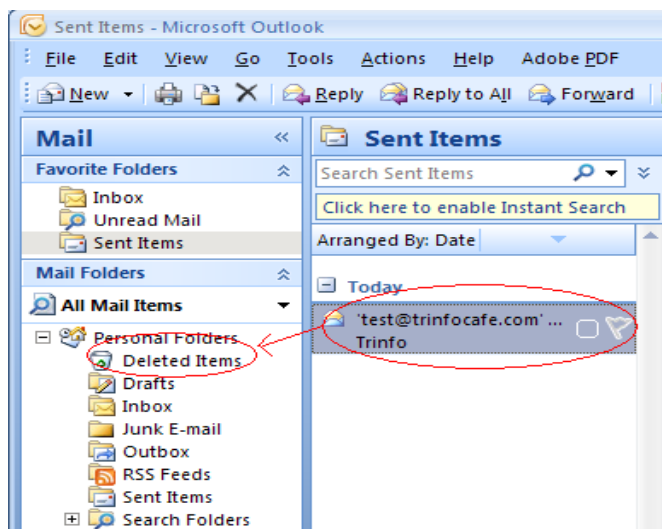 Sent Items - Microsoft Outlook
File Edit View Go Tools Actions Help Adobe PDF
New Reply Reply to All Forward
Mail «
Favorite Folders
Inbox
Unread Mail
Sent Items
Mail Folders
All Mail Items
Personal Folders
Deleted Items
Drafts
Inbox
Junk E-mail
Outbox
RSS Feeds
Sent Items
Search Folders
Sent Items
Search Sent Items
Click here to enable Instant Search
Arranged By: Date
Today
'test@trinfocafe.com' ...
Trinfo